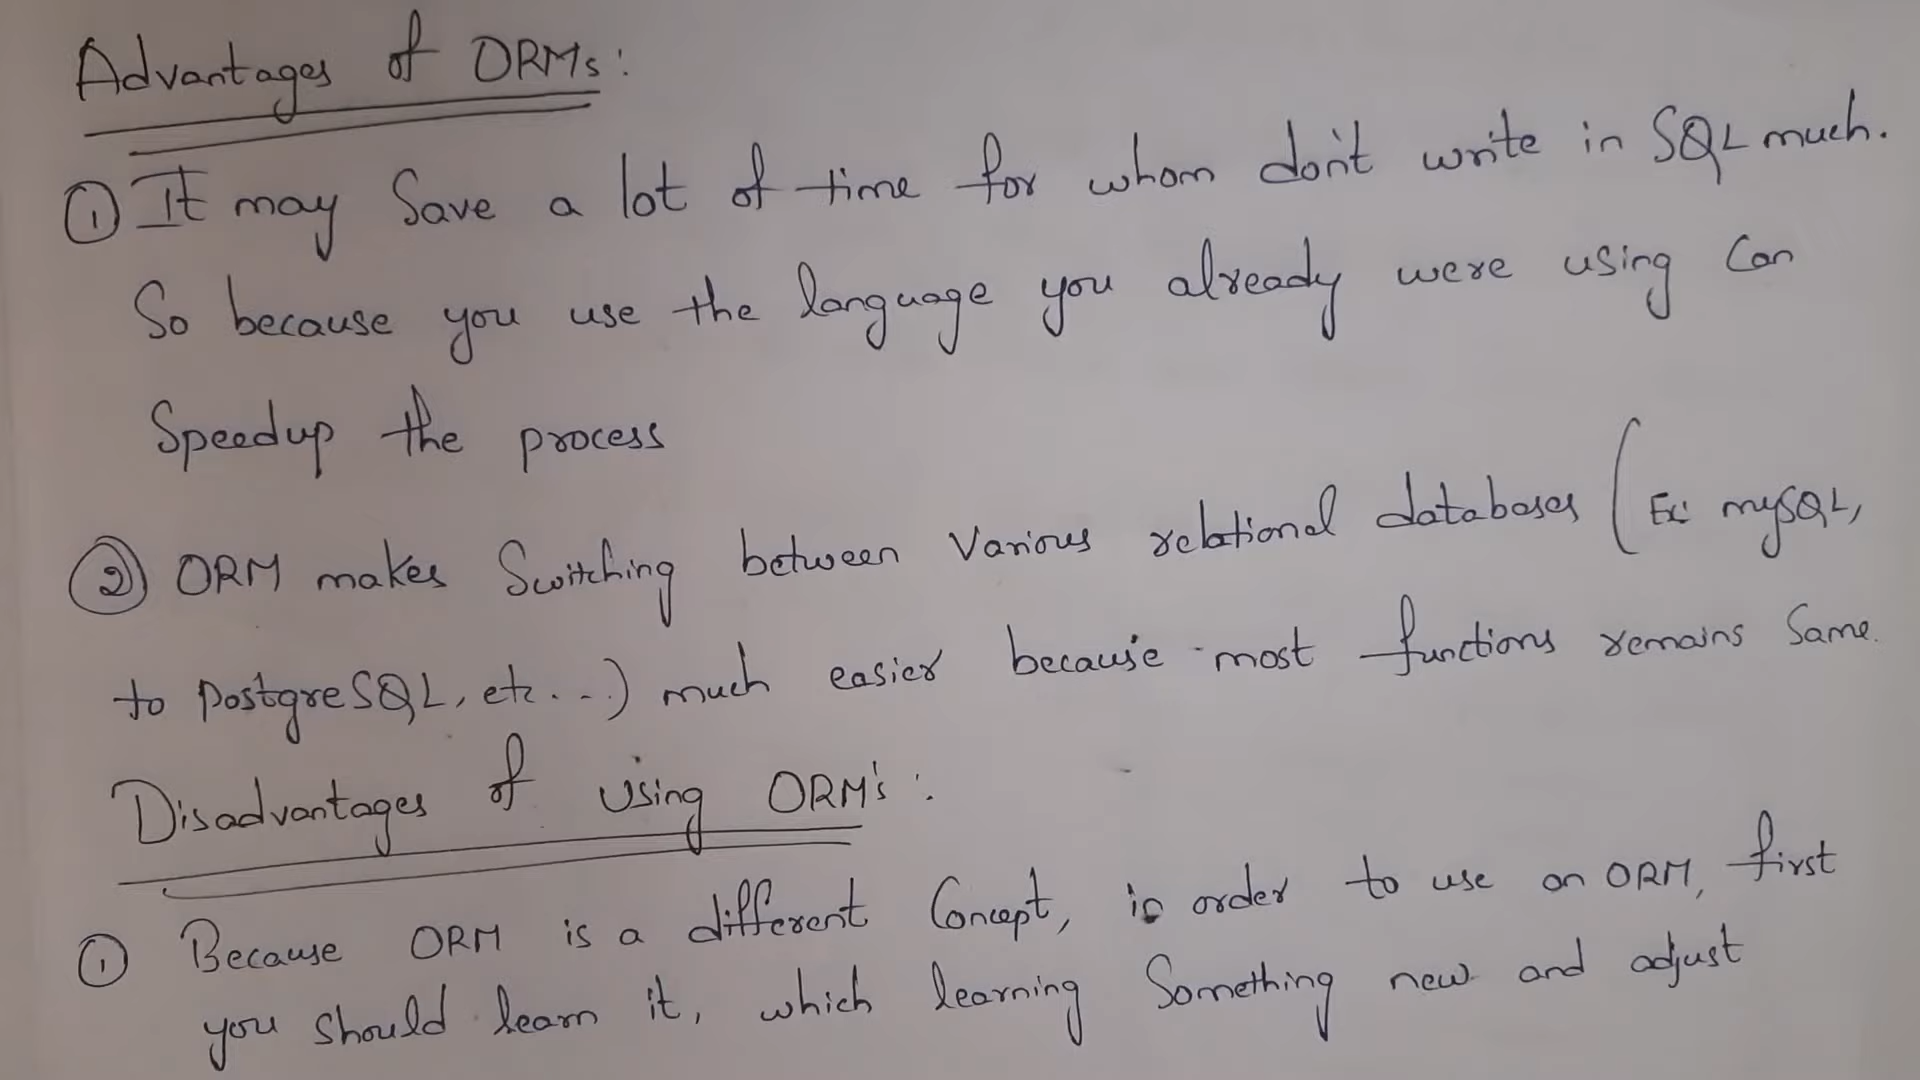 Advantages of ORMs:
① It may Save a lot of time for whom don't write in SQL much.
So because you use the language you already were using Can
Speedup the process
② ORM makes Switching between Various relational databases (Ex: mySQL,
to PostgreSQL, etc...) much easier because most functions remains Same.
Disadvantages of using ORM's:
① Because ORM is a different Concept, in order to use an ORM, first
you should learn it, which learning Something new and adjust